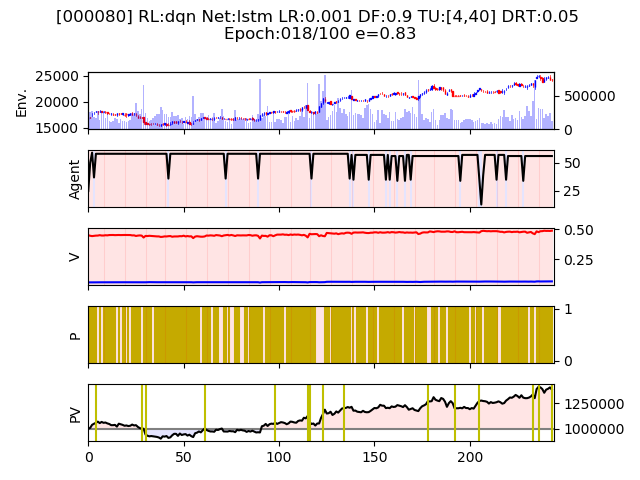 [000080] RL:dqn Net:lstm LR:0.001 DF:0.9 TU:[4,40] DRT:0.05
Epoch:018/100 e=0.83
Env.
25000
20000
15000
500000
0
Agent
50
25
V
0.50
0.25
P
1
0
PV
1250000
1000000
0 50 100 150 200